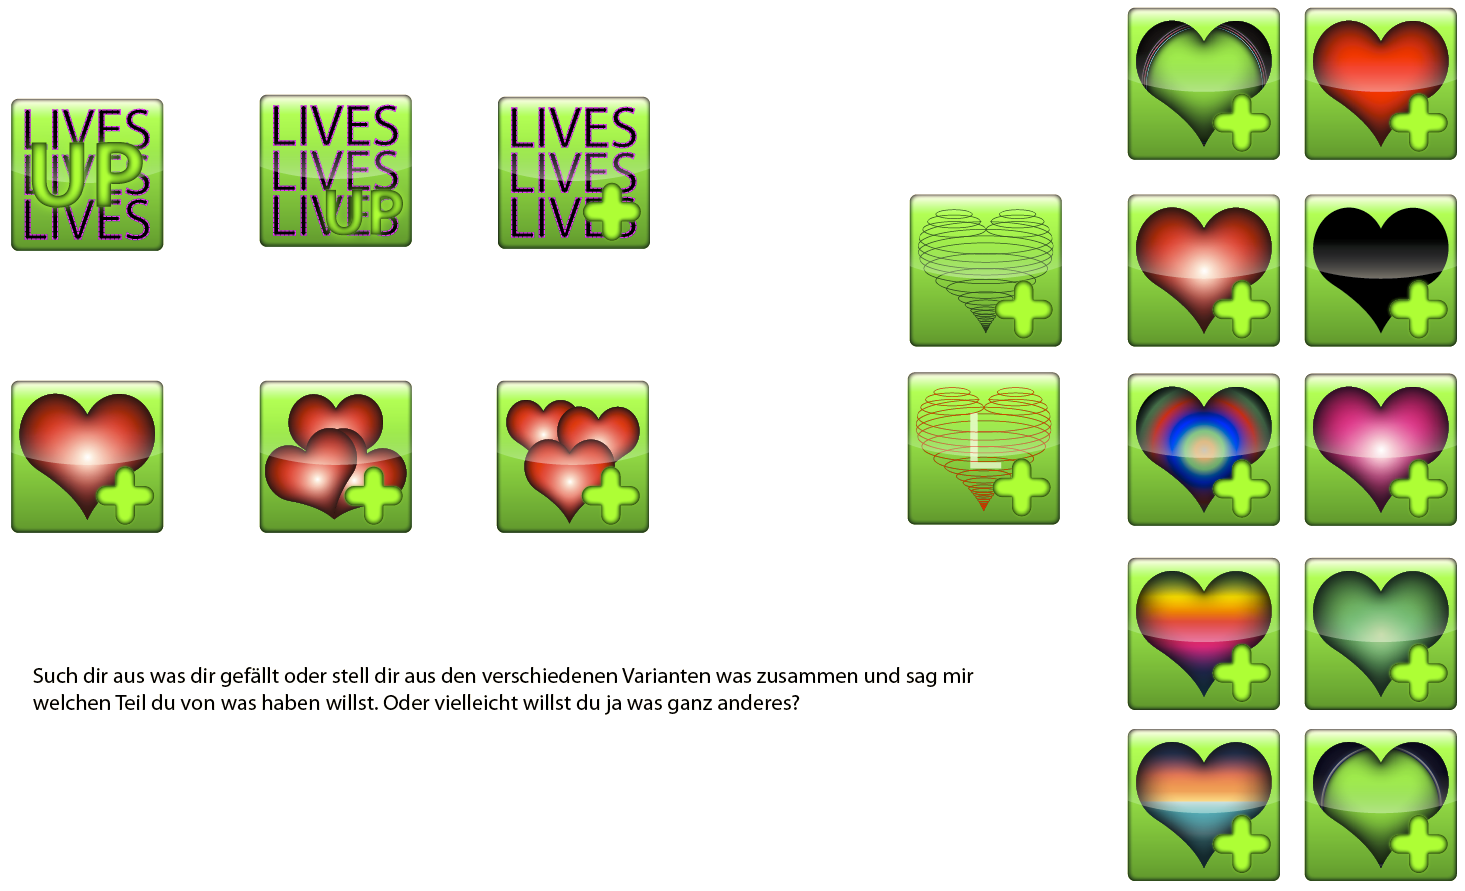 LIVES
LIVES
LIVES
UP
LIVES
LIVES
LIVES
UP
LIVES
LIVES
LIVES
L
Such dir aus was dir gefällt oder stell dir aus den verschiedenen Varianten was zusammen und sag mir
welchen Teil du von was haben willst. Oder vielleicht willst du ja was ganz anderes?